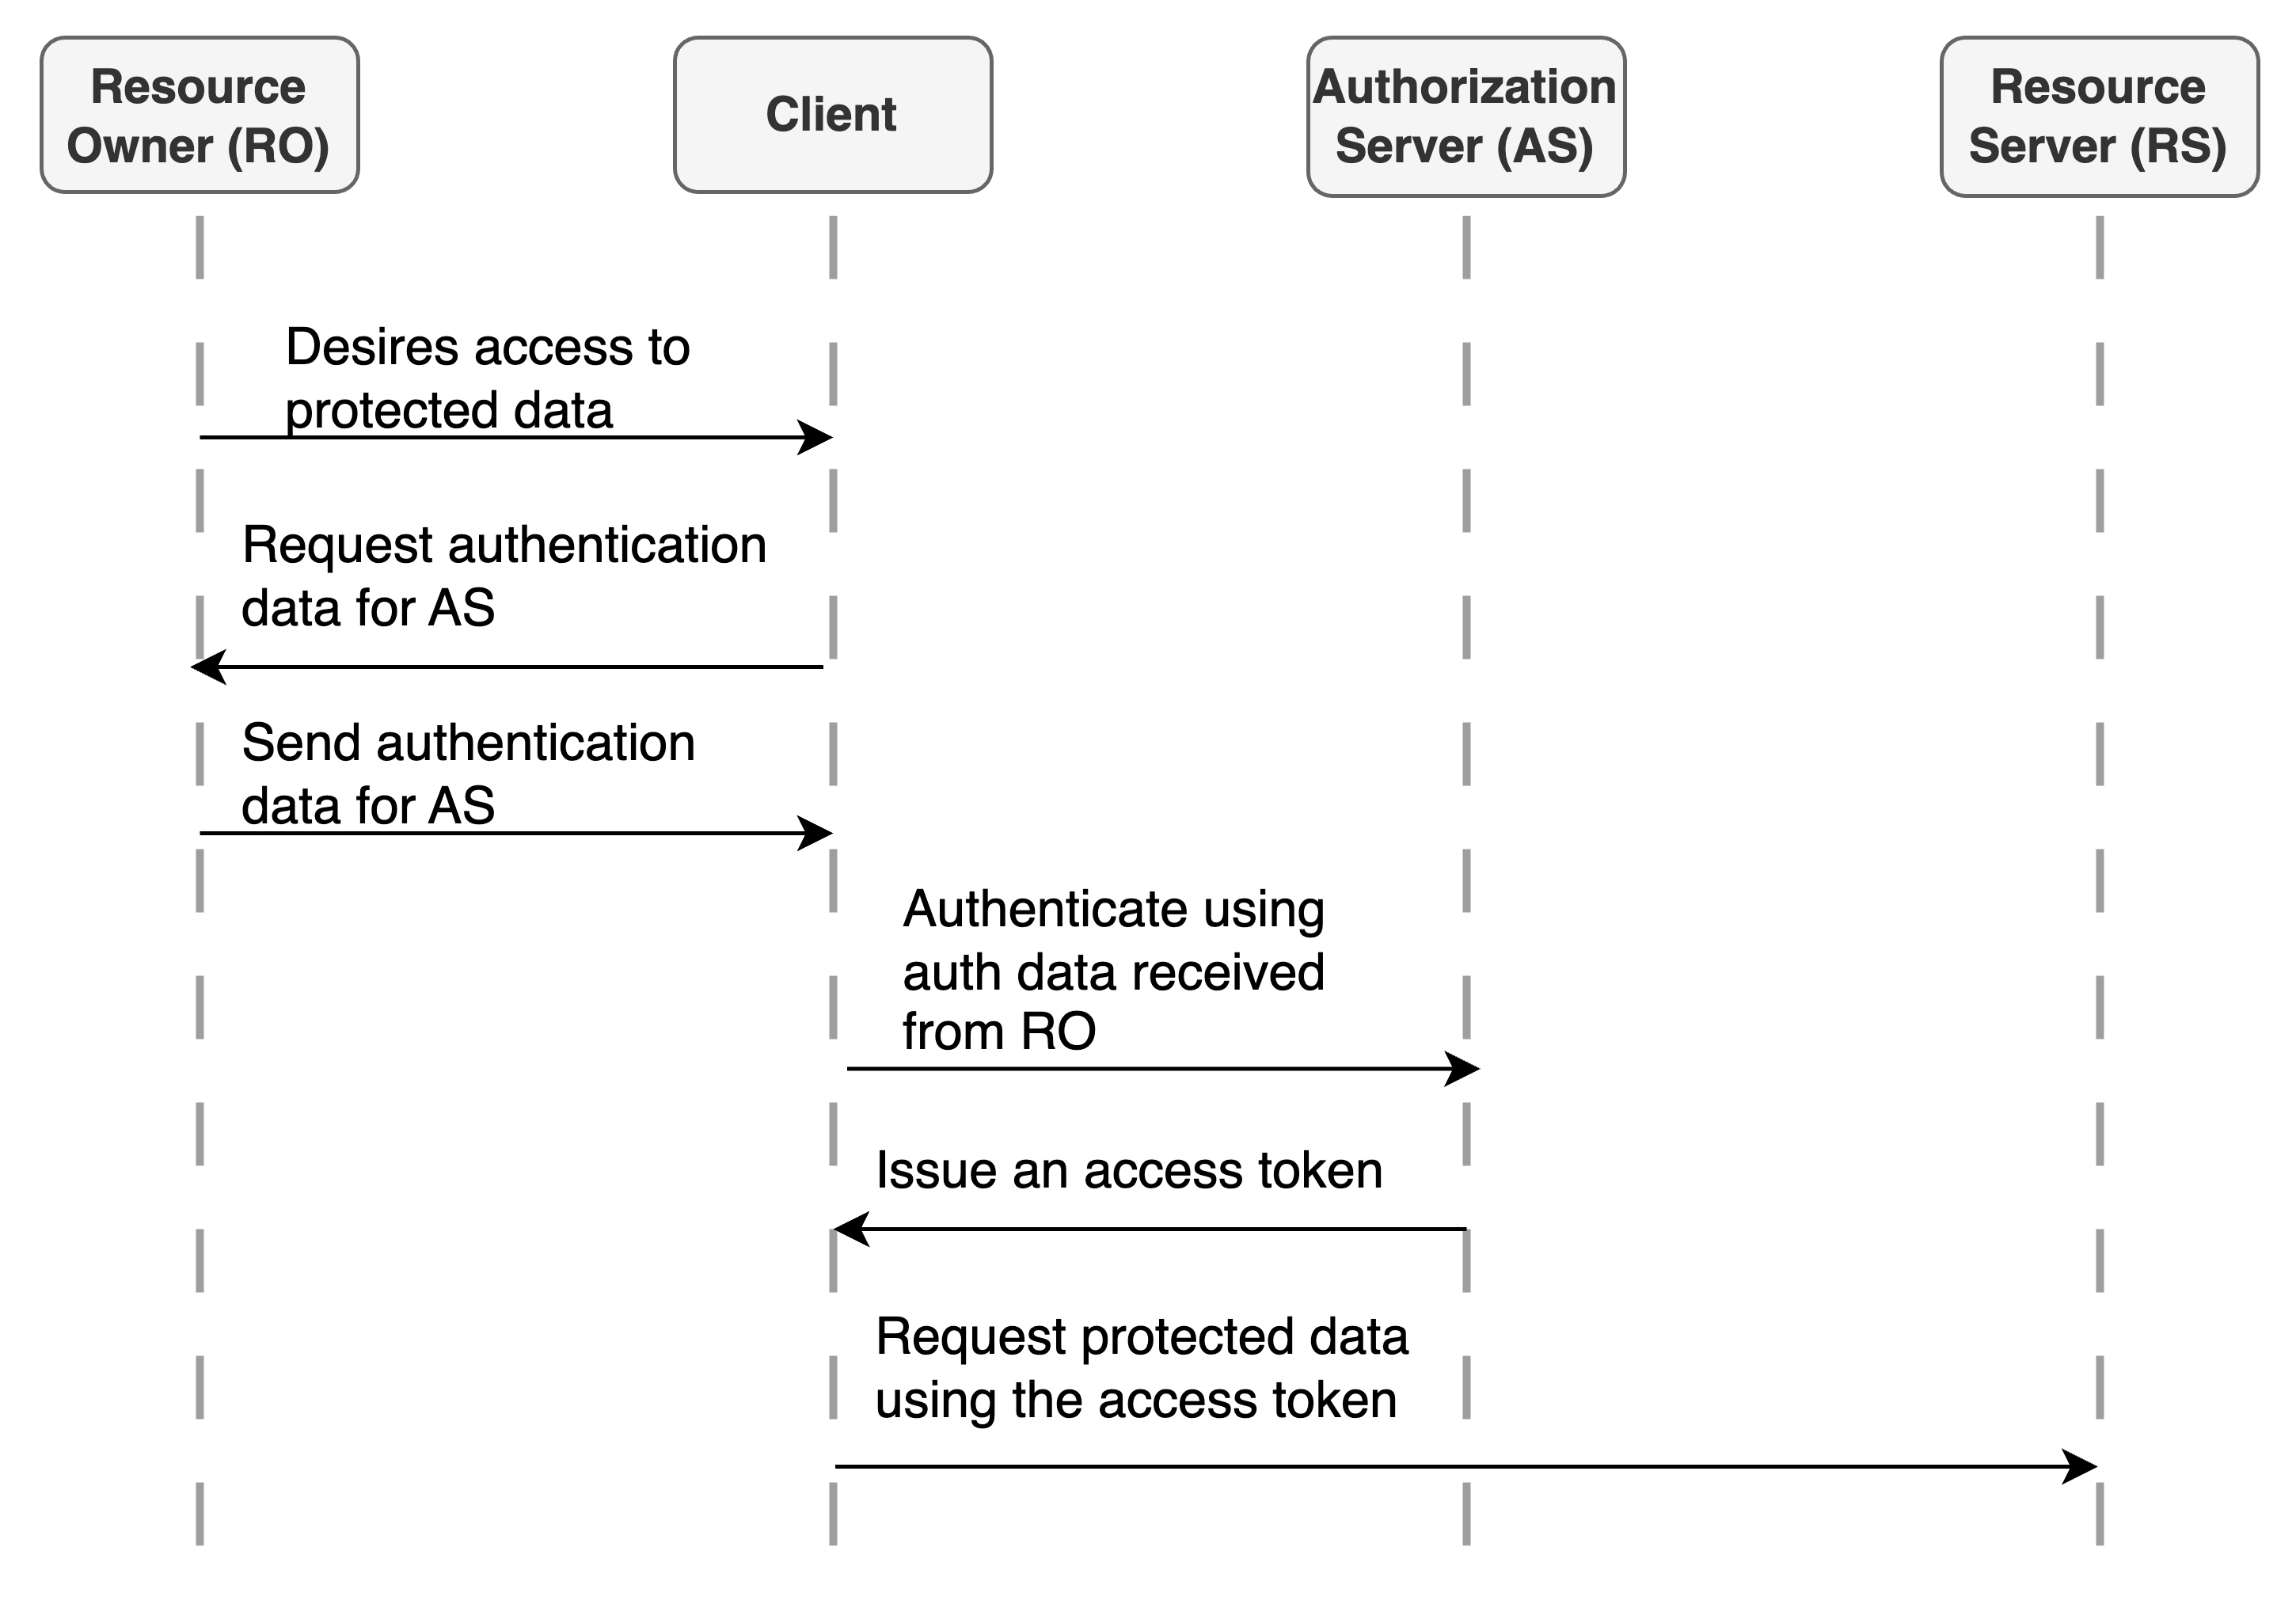 Resource
Owner (RO)
Client
Authorization
Server (AS)
Resource
Server (RS)
Desires access to
protected data
Request authentication
data for AS
Send authentication
data for AS
Authenticate using
auth data received
from RO
Issue an access token
Request protected data
using the access token